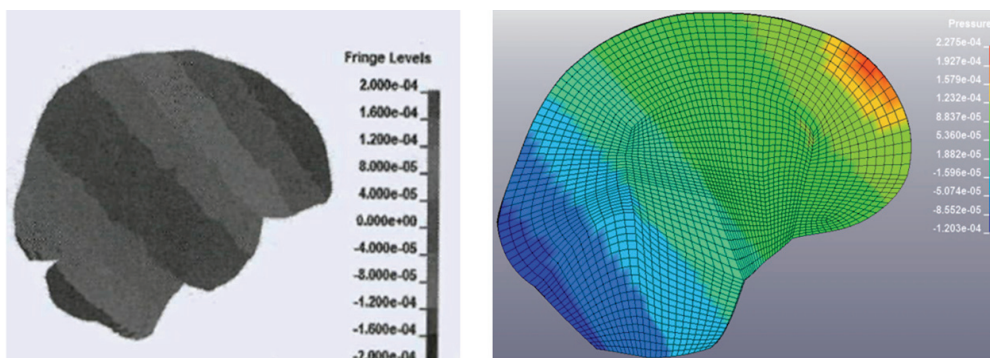 Fringe Levels
2.000e-04
1.600e-04
1.200e-04
8.000e-05
4.000e-05
0.000e+00
-4.000e-05
-8.000e-05
-1.200e-04
-1.600e-04
-2.000e-04
Pressure
2.275e-04
1.927e-04
1.579e-04
1.232e-04
8.837e-05
5.360e-05
1.882e-05
-1.596e-05
-5.074e-05
-8.552e-05
-1.203e-04